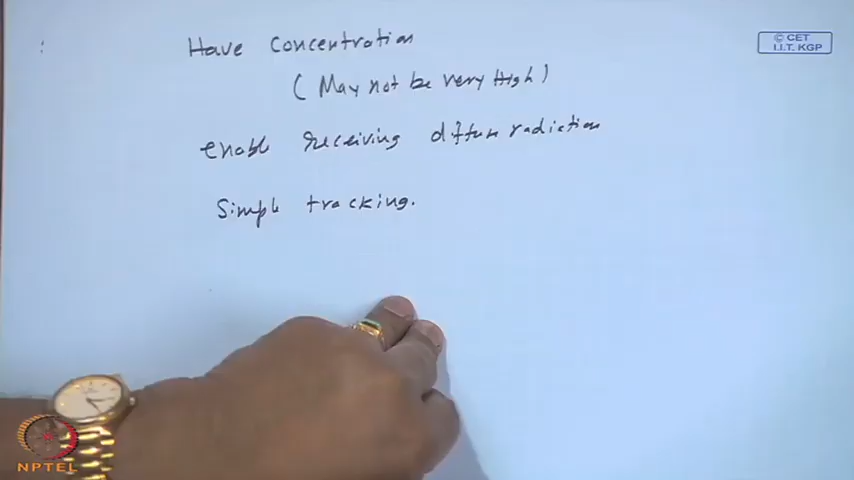 © CET
I.I.T. KGP
Have Concentration
(May not be very High)
enable receiving diffuse radiation
Simple tracking.
NPTEL